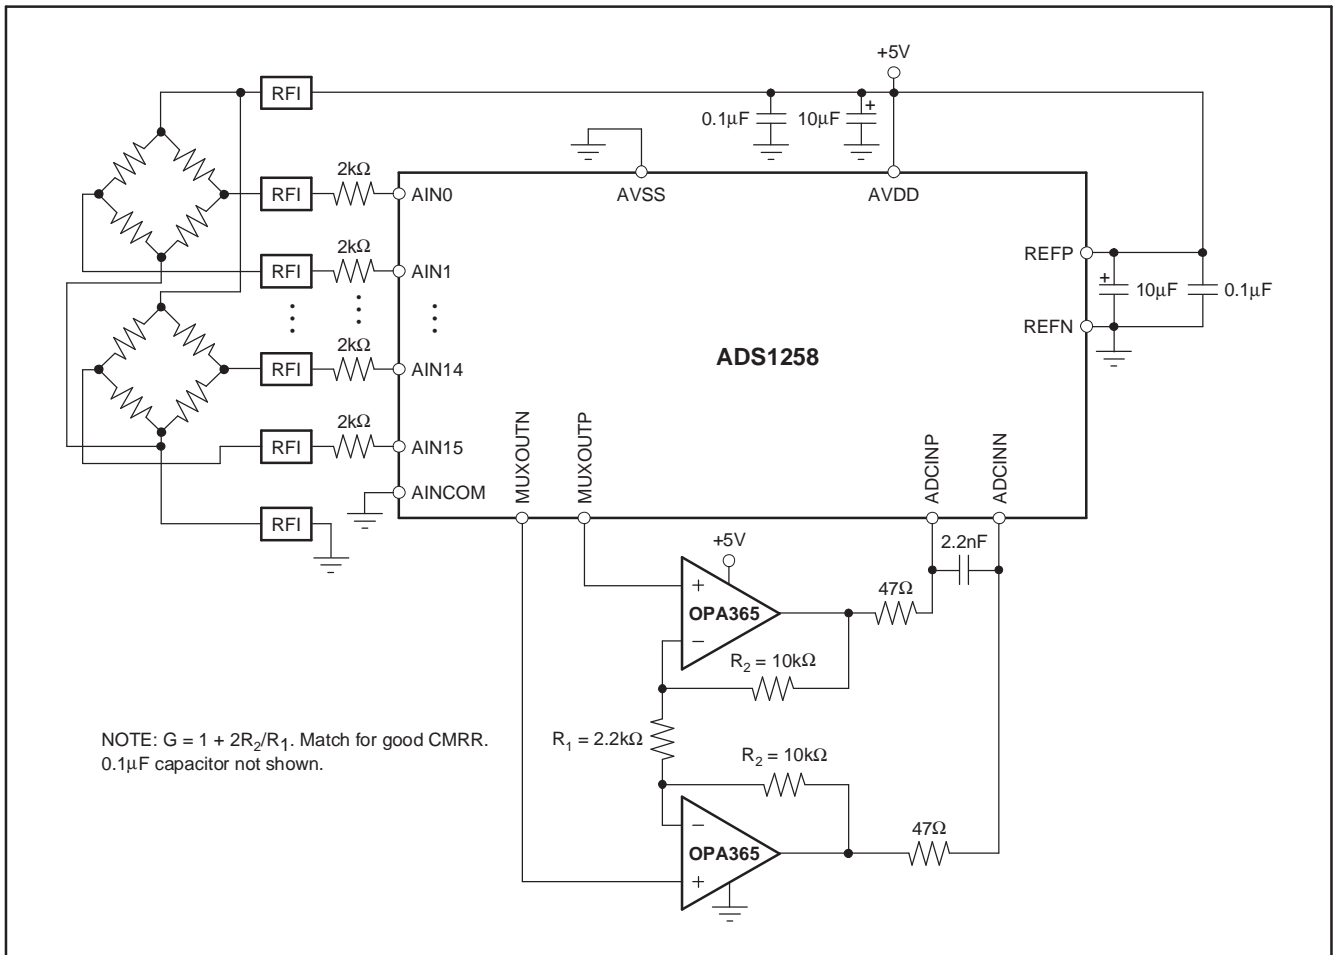 +5V
RFI
0.1μF
10μF
+
2kΩ
RFI
AIN0
AVSS
AVDD
2kΩ
RFI
AIN1
REFP
+
10μF
0.1μF
REFN
2kΩ
RFI
AIN14
ADS1258
2kΩ
RFI
AIN15
MUXOUTN
MUXOUTP
ADCINP
ADCINN
AINCOM
RFI
+5V
2.2nF
+
OPA365
−
47Ω
R2 = 10kΩ
R1 = 2.2kΩ
NOTE: G = 1 + 2R2/R1. Match for good CMRR.
0.1μF capacitor not shown.
R2 = 10kΩ
−
OPA365
+
47Ω